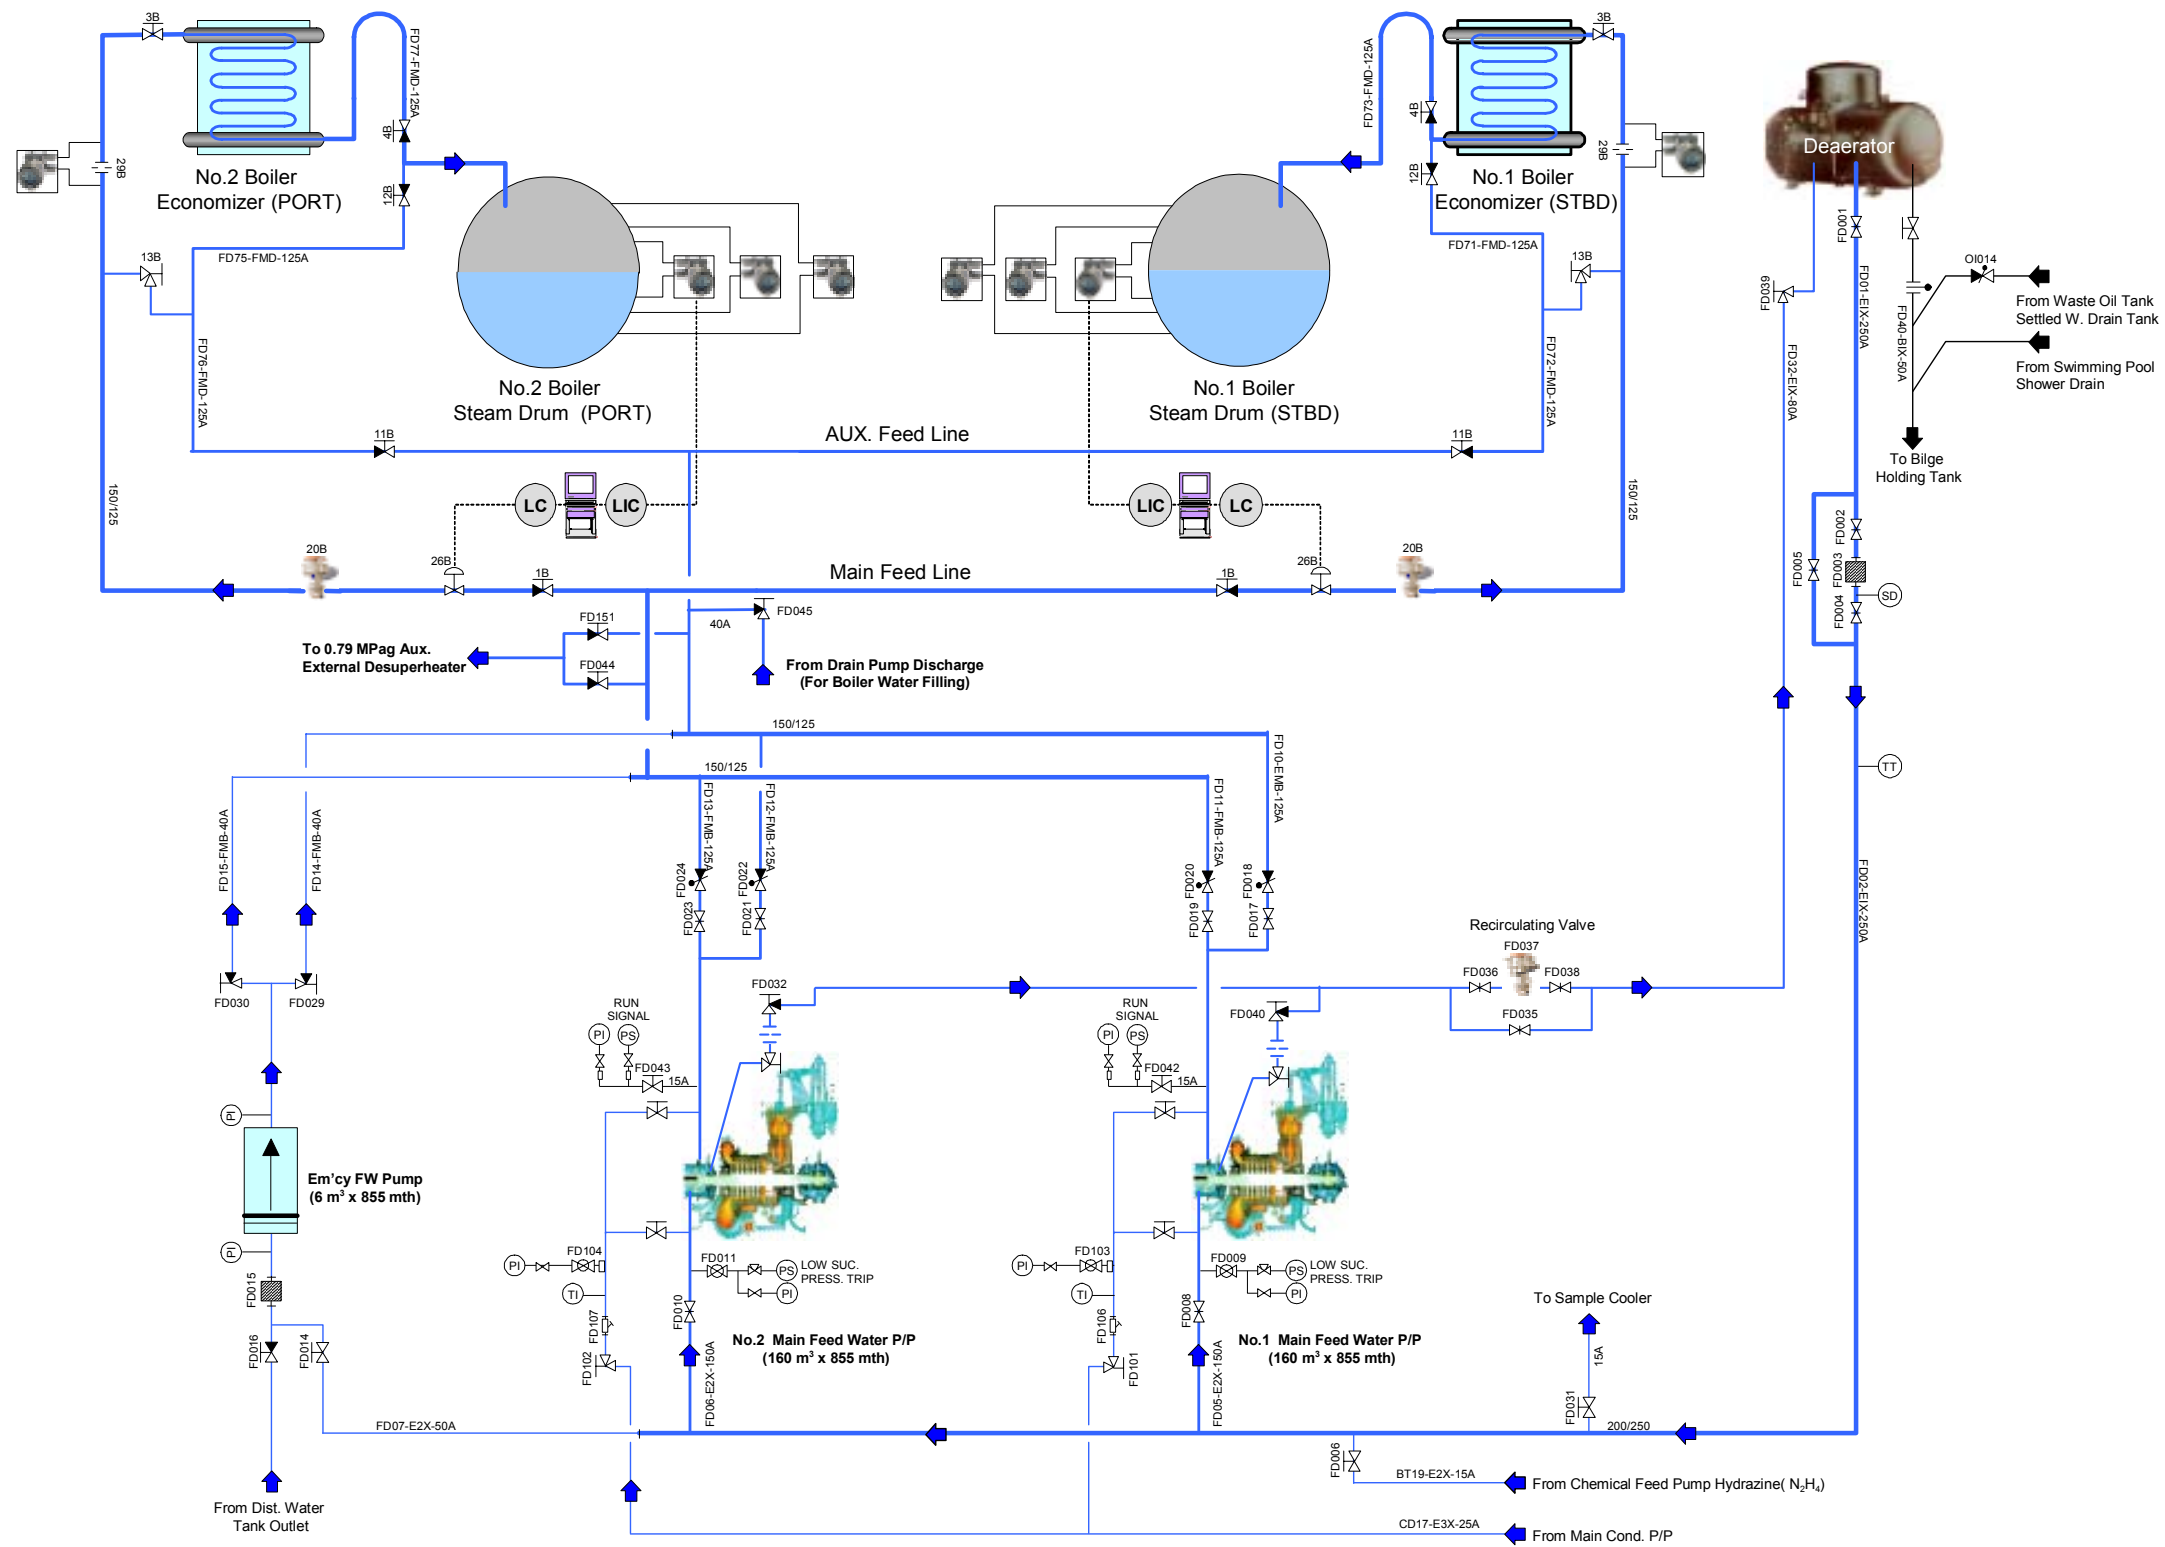 3B
3B
FD77-FMD-125A
FD73-FMD-125A
4B
4B
29B
29B
12B
12B
No.2 Boiler
Economizer (PORT)
No.1 Boiler
Economizer (STBD)
Deaerator
FD001
FD01-EIX-250A
13B
FD75-FMD-125A
FD71-FMD-125A
13B
FD039
OI014
From Waste Oil Tank
Settled W. Drain Tank
FD40-BIX-50A
From Swimming Pool
Shower Drain
FD76-FMD-125A
FD72-FMD-125A
FD32-EIX-80A
No.2 Boiler
Steam Drum (PORT)
No.1 Boiler
Steam Drum (STBD)
11B
AUX. Feed Line
11B
To Bilge
Holding Tank
150/125
150/125
LC
LIC
LIC
LC
FD002
FD003
FD004
FD005
SD
20B
26B
1B
Main Feed Line
1B
26B
20B
FD151
FD045
40A
To 0.79 MPag Aux.
External Desuperheater
FD044
From Drain Pump Discharge
(For Boiler Water Filling)
150/125
150/125
TT
FD10-EMB-125A
FD13-FMB-125A
FD12-FMB-125A
FD11-FMB-125A
FD15-FMB-40A
FD14-FMB-40A
FD024
FD022
FD020
FD018
FD023
FD021
FD019
FD017
FD02-EIX-250A
Recirculating Valve
FD037
FD036
FD038
FD035
FD030
FD029
FD032
FD040
RUN
SIGNAL
PI
PS
FD043
15A
RUN
SIGNAL
PI
PS
FD042
15A
PI
Em'cy FW Pump
(6 m³ x 855 mth)
PI
FD015
FD016
FD014
PI
FD104
TI
FD107
FD102
FD011
PS
LOW SUC.
PRESS. TRIP
PI
FD010
PI
FD103
TI
FD106
FD101
FD009
PS
LOW SUC.
PRESS. TRIP
PI
FD008
No.2 Main Feed Water P/P
(160 m³ x 855 mth)
No.1 Main Feed Water P/P
(160 m³ x 855 mth)
To Sample Cooler
15A
FD031
FD06-E2X-150A
FD05-E2X-150A
FD07-E2X-50A
200/250
FD006
BT19-E2X-15A
From Chemical Feed Pump Hydrazine( N₂H₄)
From Dist. Water
Tank Outlet
CD17-E3X-25A
From Main Cond. P/P